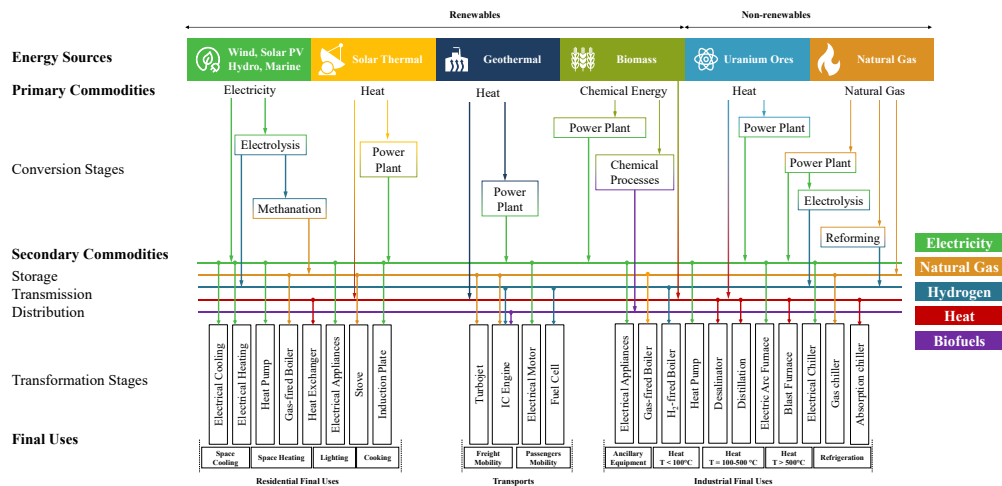 Renewables
Non-renewables
Energy Sources
Wind, Solar PV
Hydro, Marine
Solar Thermal
Geothermal
Biomass
Uranium Ores
Natural Gas
Primary Commodities
Electricity
Heat
Heat
Chemical Energy
Heat
Natural Gas
Conversion Stages
Electrolysis
Methanation
Power
Plant
Power
Plant
Power Plant
Chemical
Processes
Power Plant
Power Plant
Electrolysis
Reforming
Secondary Commodities
Storage
Transmission
Distribution
Electricity
Natural Gas
Hydrogen
Heat
Biofuels
Transformation Stages
Electrical Cooling
Electrical Heating
Heat Pump
Gas-fired Boiler
Heat Exchanger
Electrical Appliances
Stove
Induction Plate
Turbojet
IC Engine
Electrical Motor
Fuel Cell
Electrical Appliances
Gas-fired Boiler
H₂-fired Boiler
Heat Pump
Desalinator
Distillation
Electric Arc Furnace
Blast Furnace
Electrical Chiller
Gas chiller
Absorption chiller
Final Uses
Space
Cooling
Space Heating
Lighting
Cooking
Freight
Mobility
Passengers
Mobility
Ancillary
Equipment
Heat
T < 100°C
Heat
T = 100-500 °C
Heat
T > 500°C
Refrigeration
Residential Final Uses
Transports
Industrial Final Uses